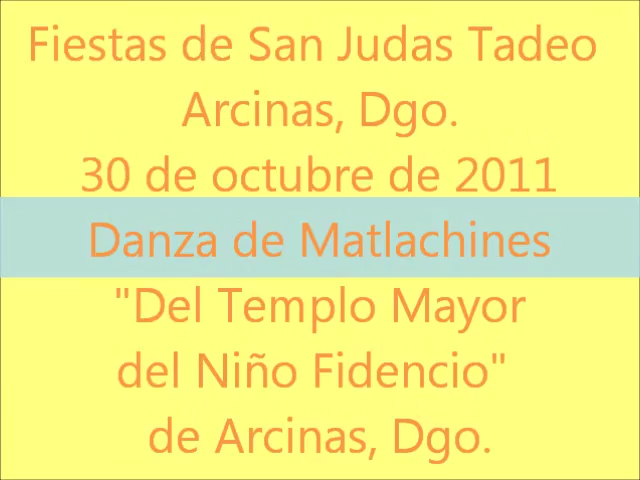 Fiestas de San Judas Tadeo
Arcinas, Dgo.
30 de octubre de 2011
Danza de Matlachines
"Del Templo Mayor
del Niño Fidencio"
de Arcinas, Dgo.